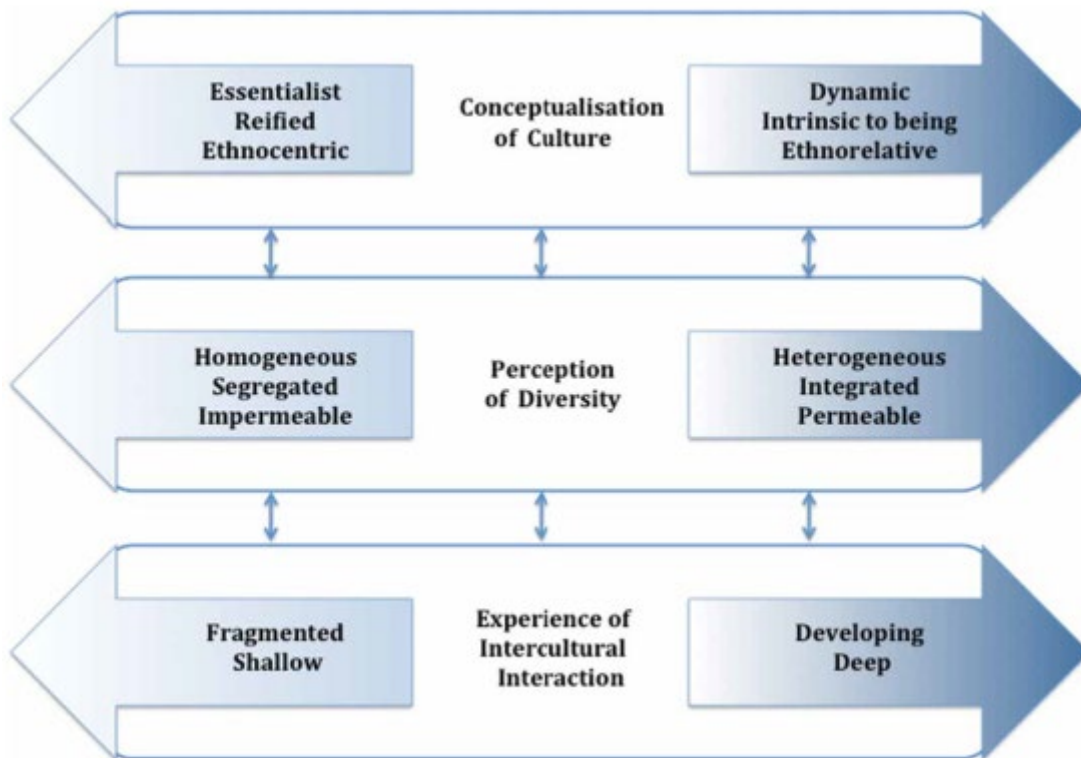 Essentialist
Reified
Ethnocentric
Conceptualisation
of Culture
Dynamic
Intrinsic to being
Ethnorelative
Homogeneous
Segregated
Impermeable
Perception
of Diversity
Heterogeneous
Integrated
Permeable
Fragmented
Shallow
Experience of
Intercultural
Interaction
Developing
Deep